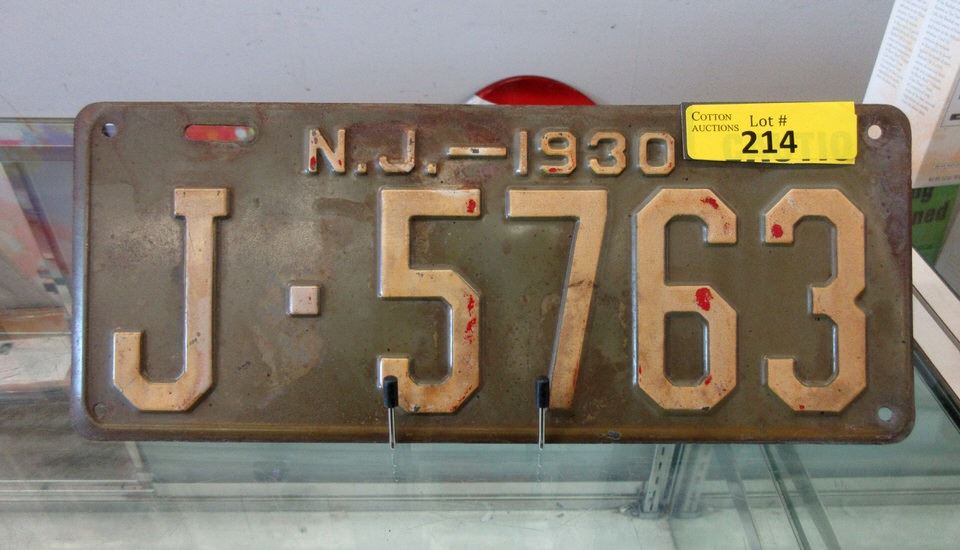 N.J.—1930
COTTON
AUCTIONS
Lot #
214
J·5763